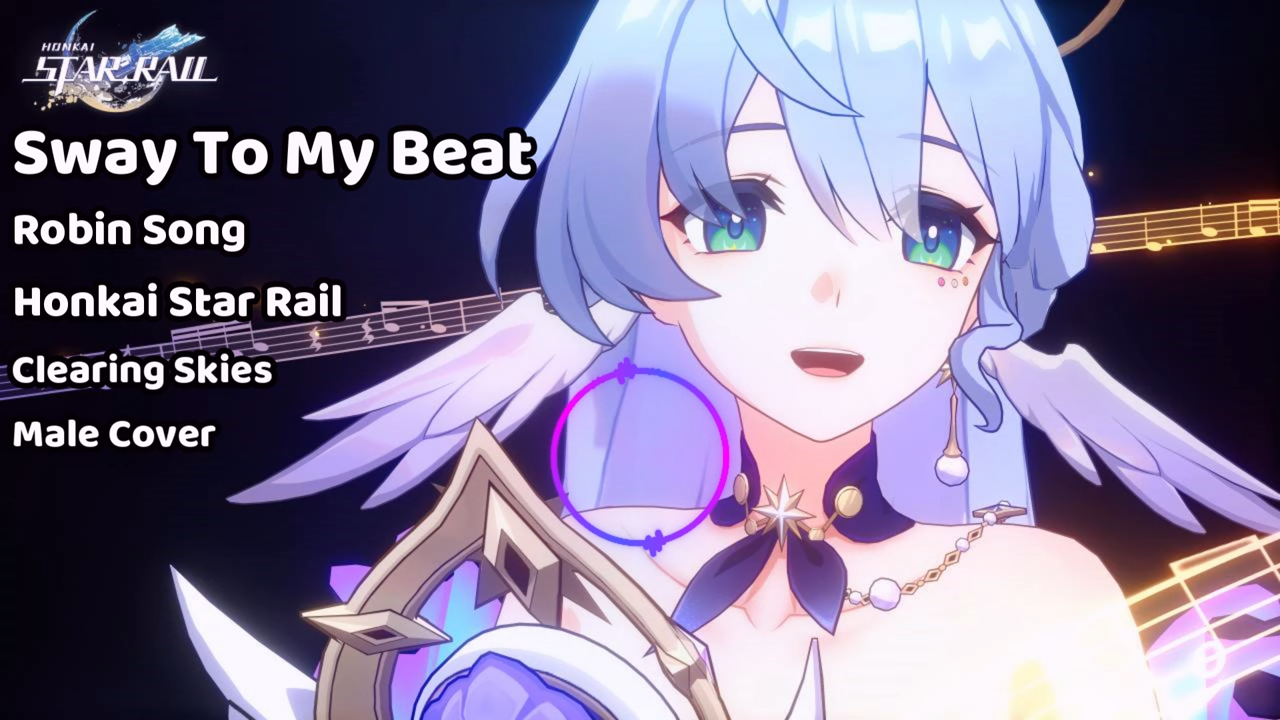 HONKAI
STAR RAIL
Sway To My Beat
Robin Song
Honkai Star Rail
Clearing Skies
Male Cover